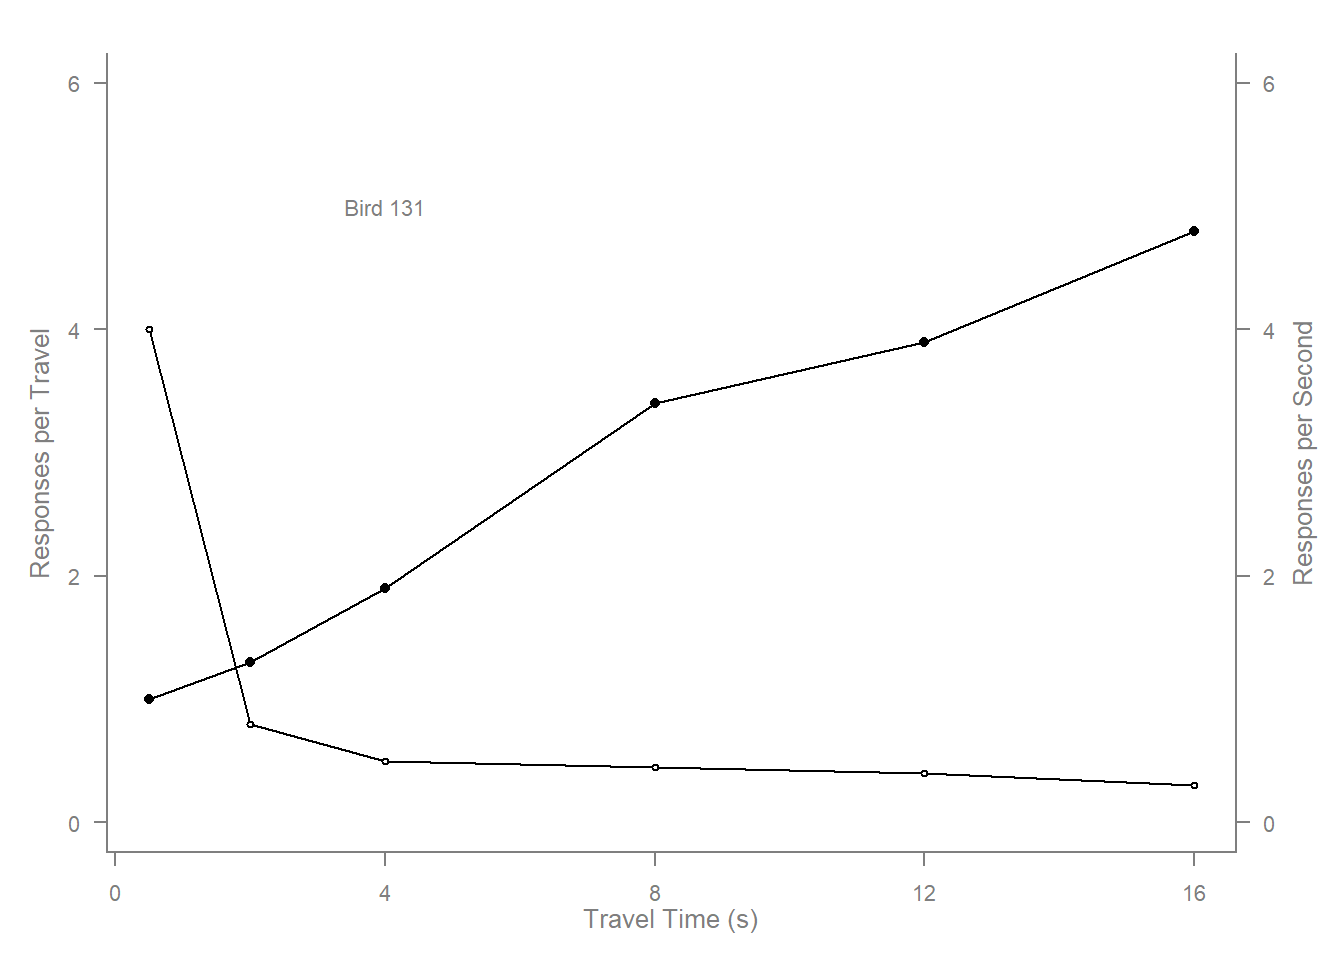 6
6
Bird 131
4
4
Responses per Travel
Responses per Second
2
2
0
0
0 4 8 12 16
Travel Time (s)